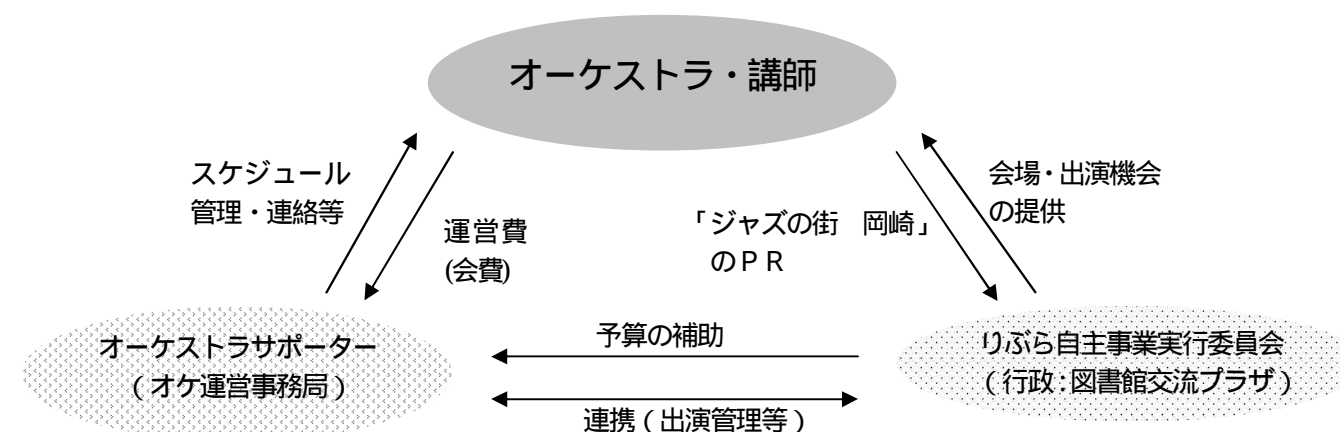 オーケストラ・講師
スケジュール
管理・連絡等
運営費
(会費)
「ジャズの街　岡崎」
のＰＲ
会場・出演機会
の提供
オーケストラサポーター
（オケ運営事務局）
予算の補助
連携（出演管理等）
りぶら自主事業実行委員会
（行政：図書館交流プラザ）